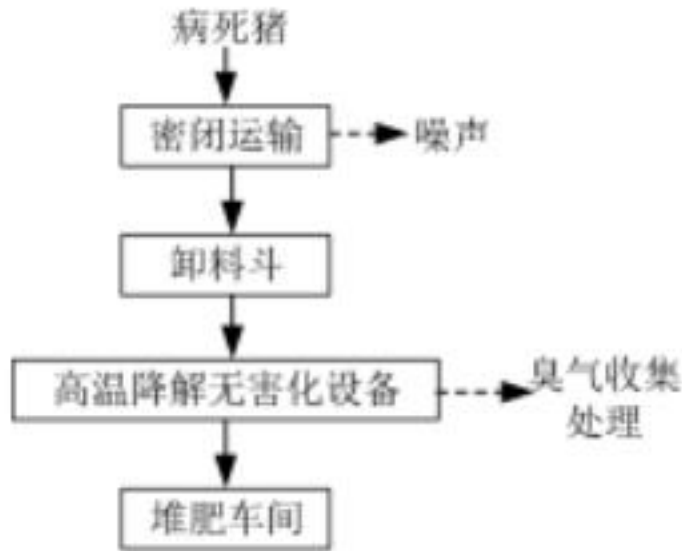 病死猪
密闭运输
噪声
卸料斗
高温降解无害化设备
臭气收集
处理
堆肥车间